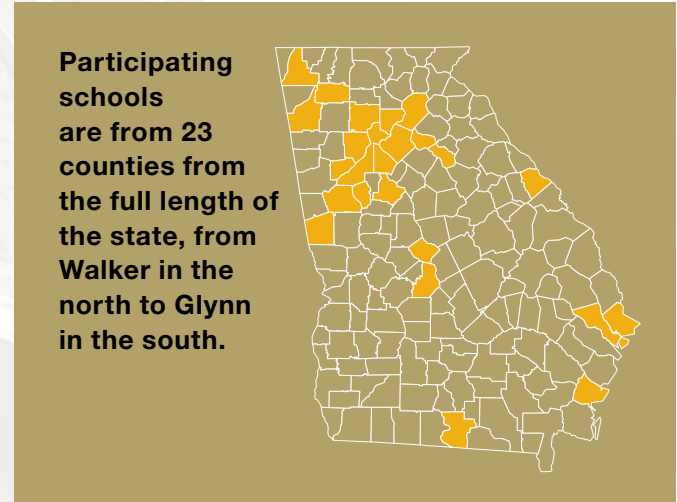 Participating
schools
are from 23
counties from
the full length of
the state, from
Walker in the
north to Glynn
in the south.